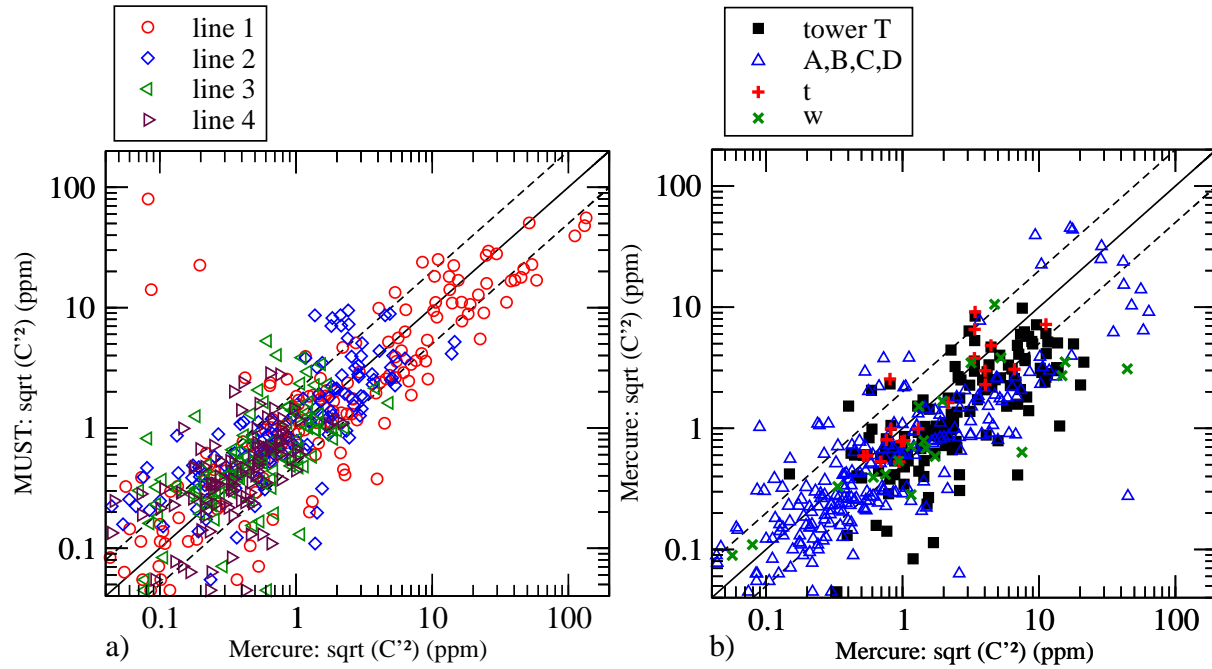 line 1
line 2
line 3
line 4
0.1
1
10
100
100
10
1
0.1
MUST: sqrt (C'²) (ppm)
Mercure: sqrt (C'²) (ppm)
a)
tower T
A,B,C,D
t
w
0.1
1
10
100
100
10
1
0.1
Mercure: sqrt (C'²) (ppm)
Mercure: sqrt (C'²) (ppm)
b)